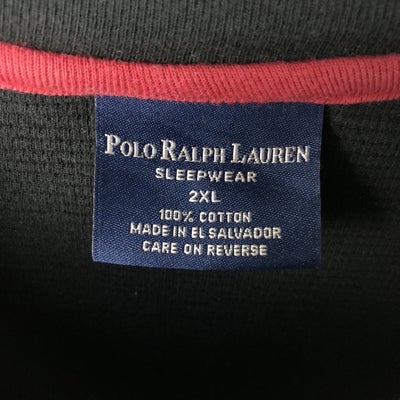 POLO RALPH LAUREN
SLEEPWEAR
2XL
100% COTTON
MADE IN EL SALVADOR
CARE ON REVERSE